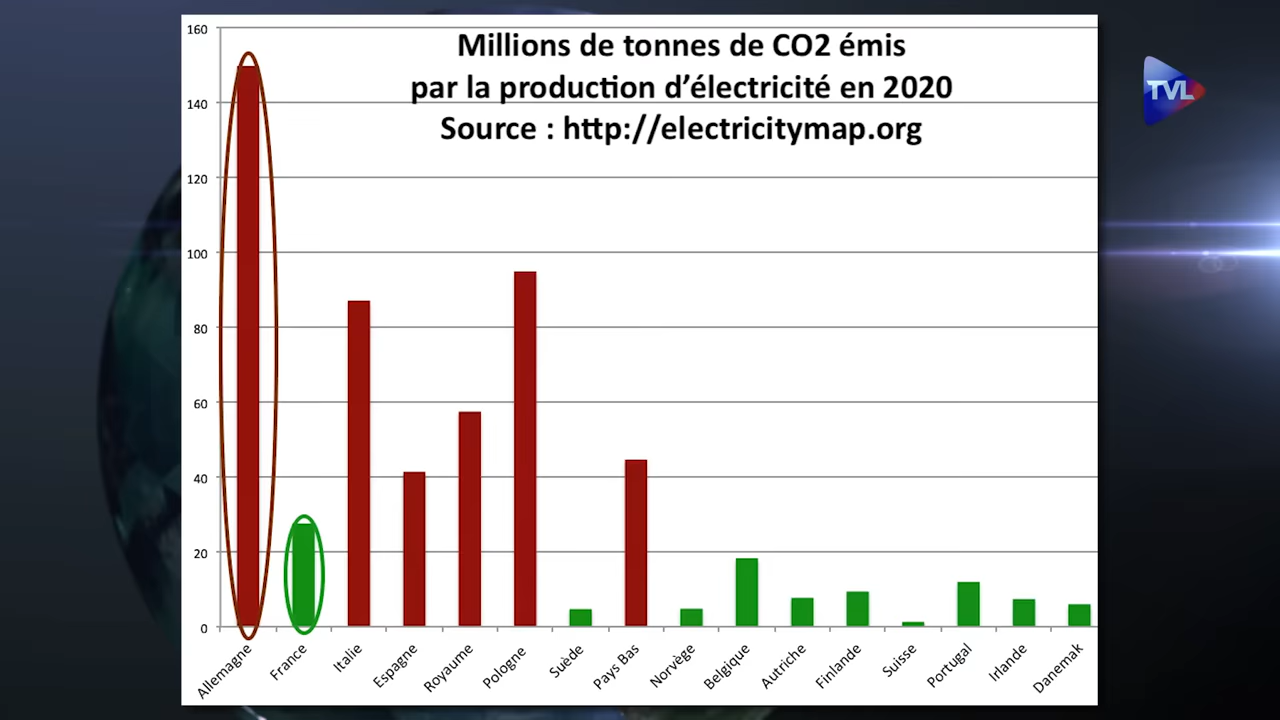 Millions de tonnes de CO2 émis
par la production d'électricité en 2020
Source : http://electricitymap.org
TVL
160
140
120
100
80
60
40
20
0
Allemagne
France
Italie
Espagne
Royaume
Pologne
Suède
Pays Bas
Norvège
Belgique
Autriche
Finlande
Suisse
Portugal
Irlande
Danemak